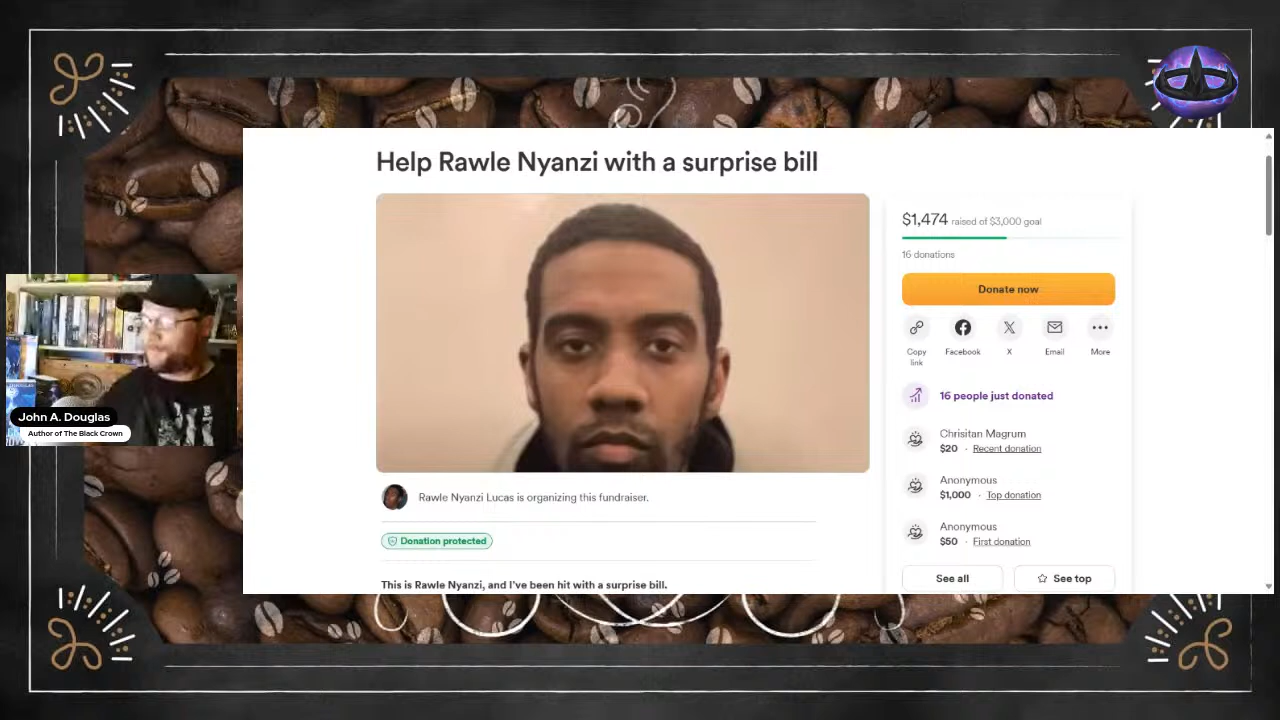 Help Rawle Nyanzi with a surprise bill
$1,474 raised of $3,000 goal
16 donations
Donate now
Copy link
Facebook
X
Email
More
16 people just donated
Chrisitan Magrum
$20 · Recent donation
Anonymous
$1,000 · Top donation
Anonymous
$50 · First donation
See all
See top
Rawle Nyanzi Lucas is organizing this fundraiser.
Donation protected
This is Rawle Nyanzi, and I've been hit with a surprise bill.
John A. Douglas
Author of The Black Crown